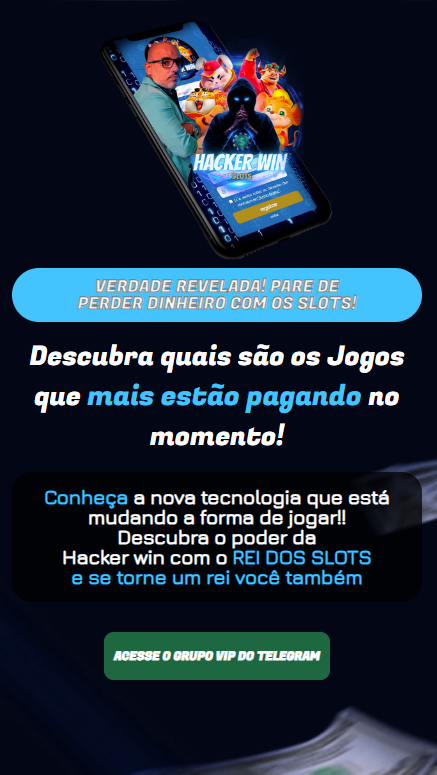 HACKER WIN
SLOTS
VERDADE REVELADA! PARE DE
PERDER DINHEIRO COM OS SLOTS!
Descubra quais são os Jogos
que mais estão pagando no
momento!
Conheça a nova tecnologia que está
mudando a forma de jogar!!
Descubra o poder da
Hacker win com o REI DOS SLOTS
e se torne um rei você também
ACESSE O GRUPO VIP DO TELEGRAM